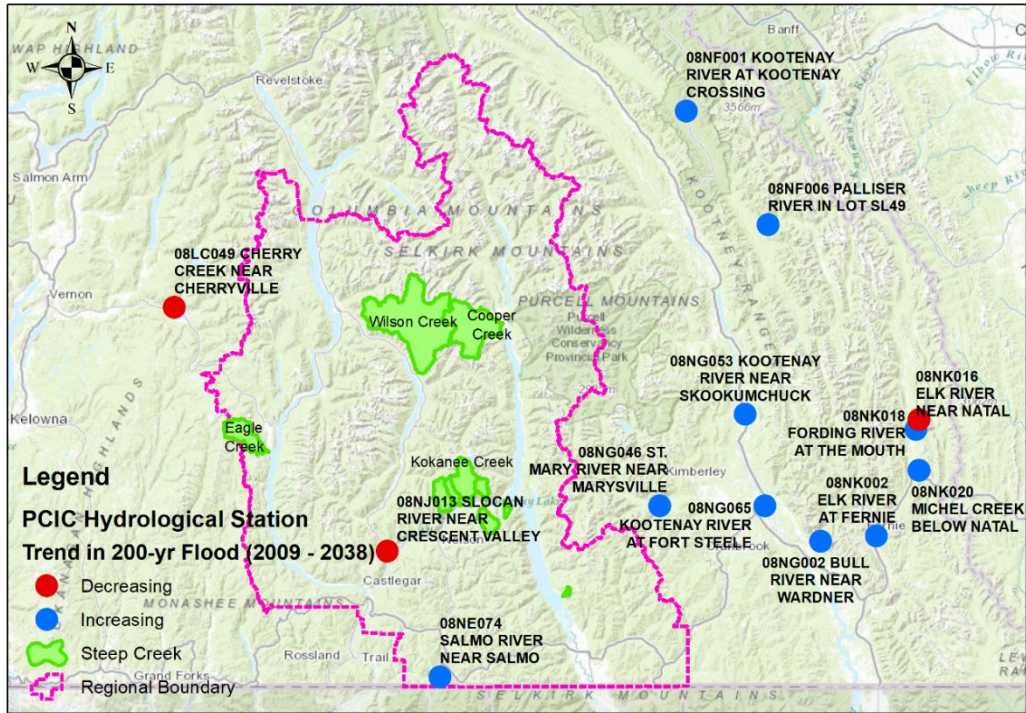 N
W
E
S
WAP HIGHLAND
Revelstoke
Banff
Elbow River
08NF001 KOOTENAY
RIVER AT KOOTENAY
CROSSING
3566m
Salmon Arm
COLUMBIA MOUNTAINS
KOOTENEY RANGE
08NF006 PALLISER
RIVER IN LOT SL49
SELKIRK MOUNTAINS
08LC049 CHERRY
CREEK NEAR
CHERRYVILLE
Vernon
PURCELL MOUNTAINS
Purcell
Wilderness
Conservancy
Provincial Park
Wilson Creek
Cooper
Creek
08NG053 KOOTENAY
RIVER NEAR
SKOOKUMCHUCK
08NK016
ELK RIVER
NEAR NATAL
Kelowna
08NK018
FORDING RIVER
AT THE MOUTH
Eagle
Creek
Kokanee Creek
08NG046 ST.
MARY RIVER NEAR
MARYSVILLE
Kimberley
08NJ013 SLOCAN
RIVER NEAR
CRESCENT VALLEY
08NG065
KOOTENAY RIVER
AT FORT STEELE
08NK002
ELK RIVER
AT FERNIE
08NK020
MICHEL CREEK
BELOW NATAL
08NG002 BULL
RIVER NEAR
WARDNER
Legend
PCIC Hydrological Station
Trend in 200-yr Flood (2009 - 2038)
Decreasing
Increasing
Steep Creek
Regional Boundary
Castlegar
MONASHEE MOUNTAINS
Rossland
Trail
Grand Forks
08NE074
SALMO RIVER
NEAR SALMO
SELKIRK MOUNTAINS